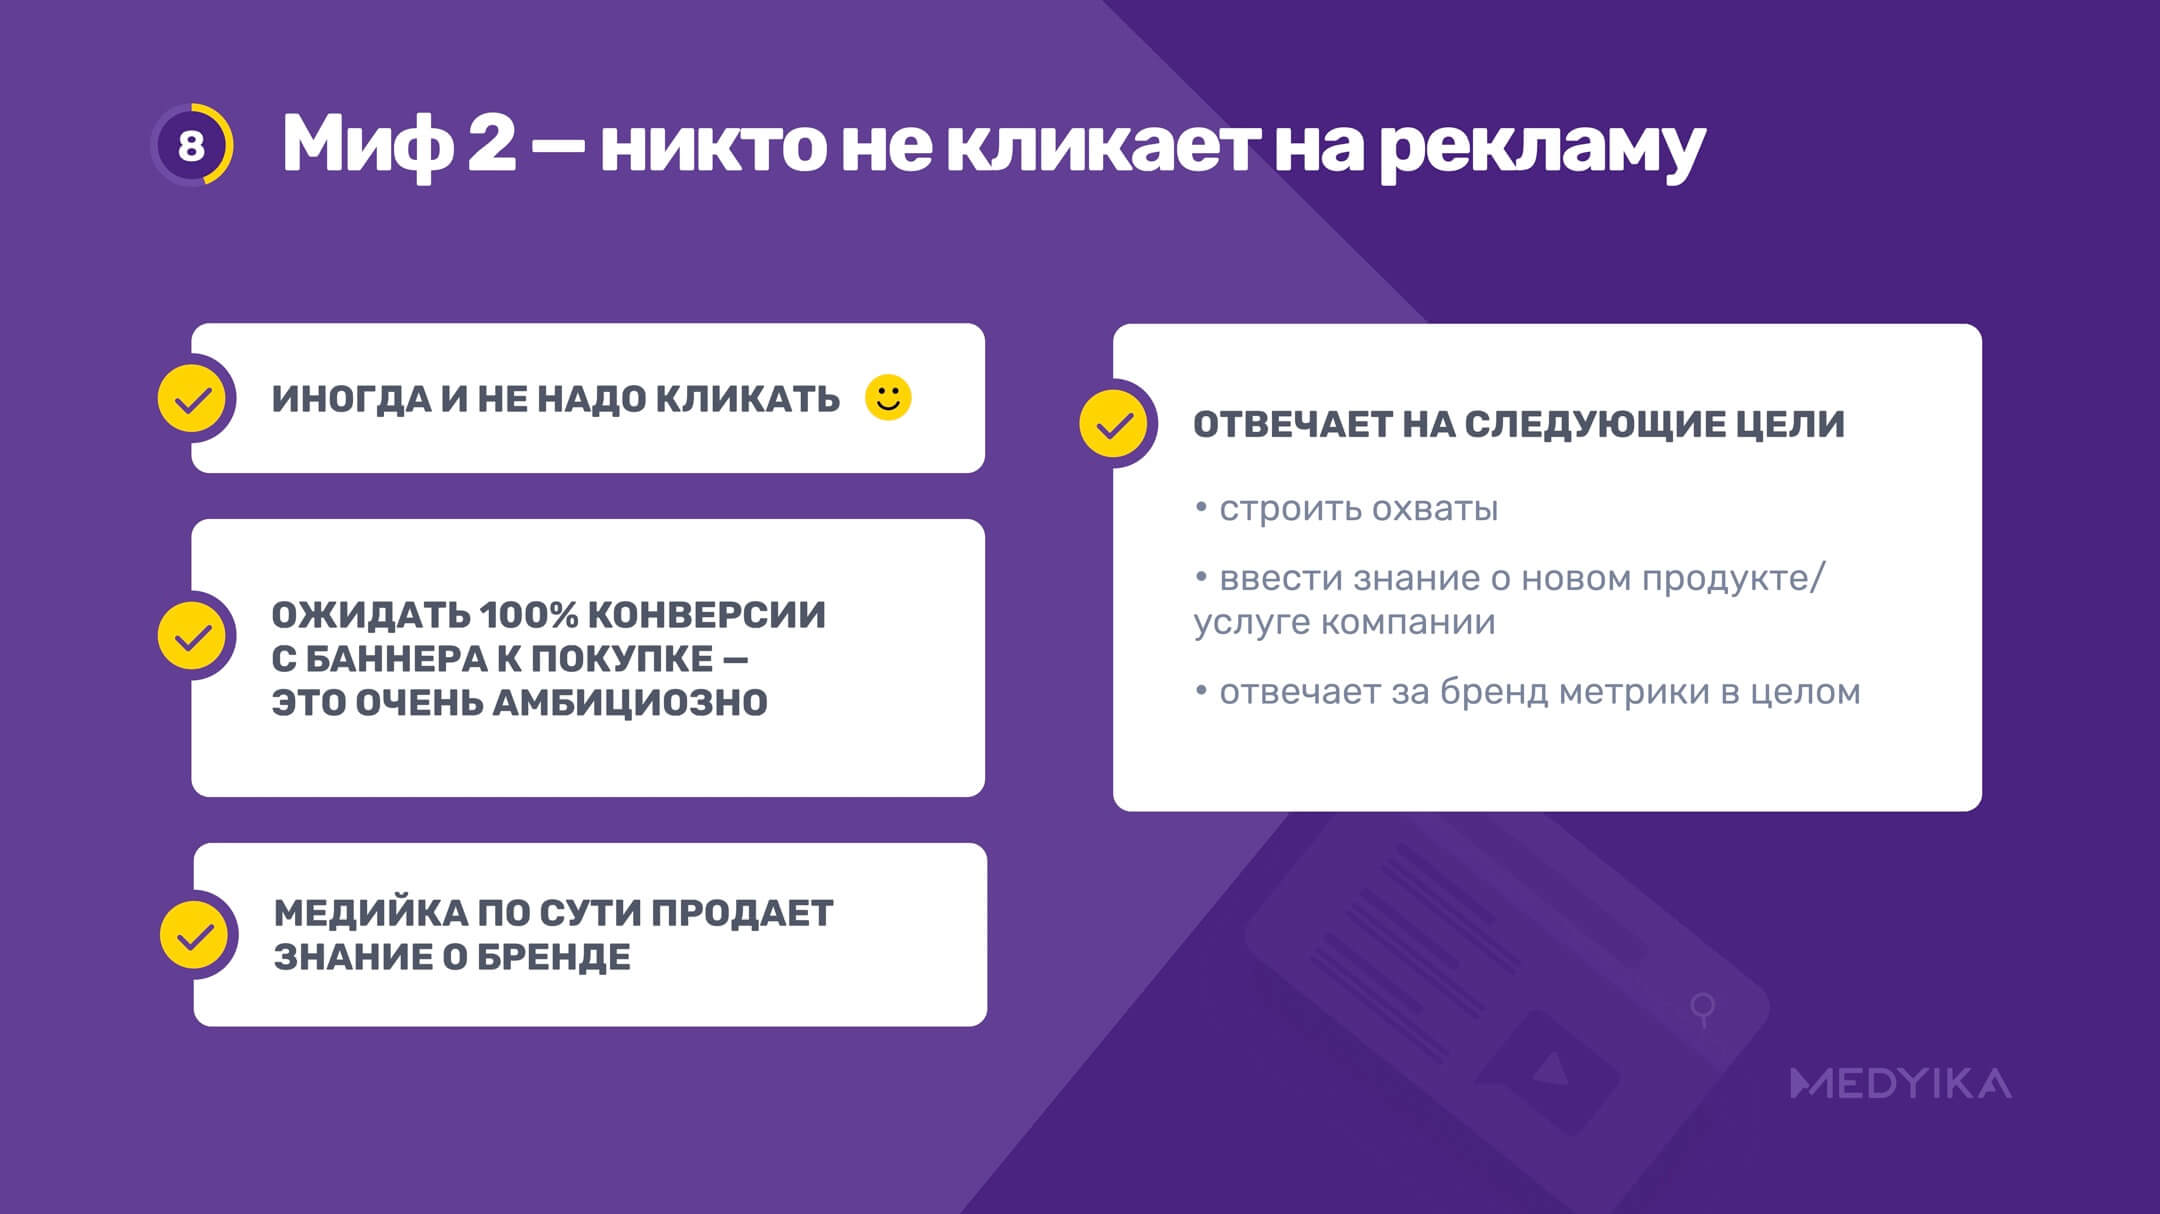 8
Миф 2 — никто не кликает на рекламу
ИНОГДА И НЕ НАДО КЛИКАТЬ
ОЖИДАТЬ 100% КОНВЕРСИИ
С БАННЕРА К ПОКУПКЕ —
ЭТО ОЧЕНЬ АМБИЦИОЗНО
МЕДИЙКА ПО СУТИ ПРОДАЕТ
ЗНАНИЕ О БРЕНДЕ
ОТВЕЧАЕТ НА СЛЕДУЮЩИЕ ЦЕЛИ
• строить охваты
• ввести знание о новом продукте/
услуге компании
• отвечает за бренд метрики в целом
MEDYIKA